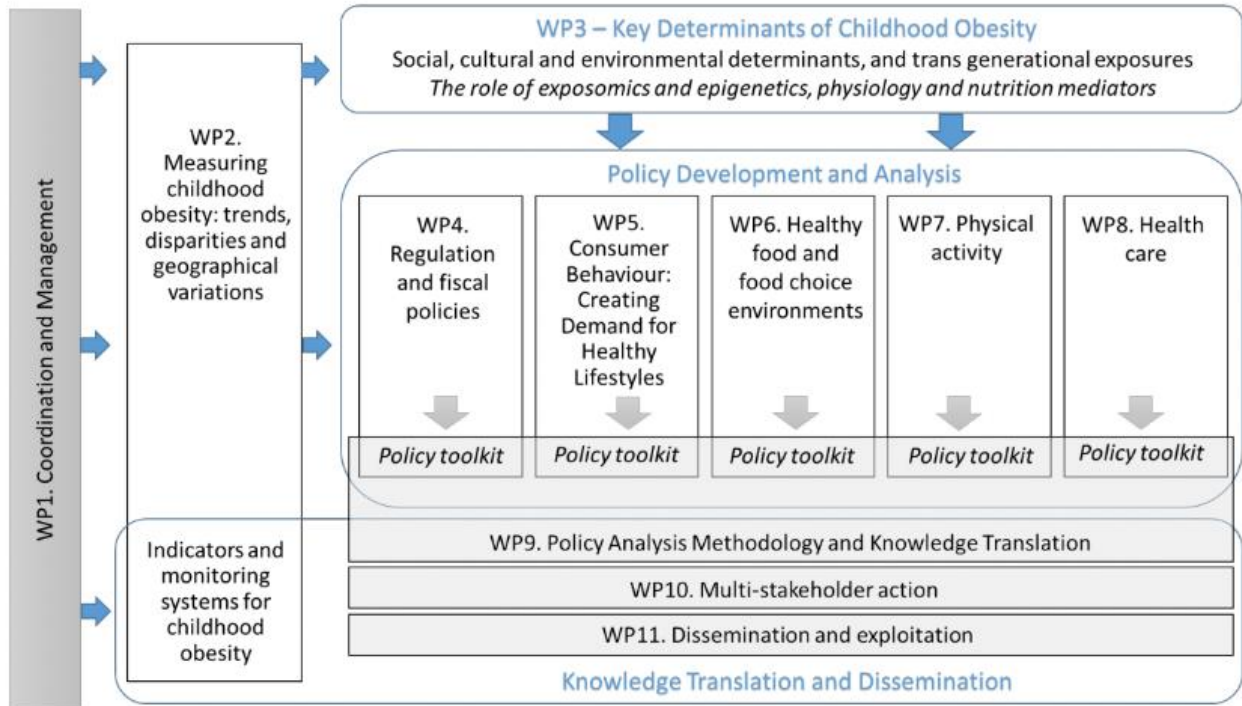 WP1. Coordination and Management
WP2.
Measuring
childhood
obesity: trends,
disparities and
geographical
variations
Indicators and
monitoring
systems for
childhood
obesity
WP3 – Key Determinants of Childhood Obesity
Social, cultural and environmental determinants, and trans generational exposures
The role of exposomics and epigenetics, physiology and nutrition mediators
Policy Development and Analysis
WP4.
Regulation
and fiscal
policies
Policy toolkit
WP5.
Consumer
Behaviour:
Creating
Demand for
Healthy
Lifestyles
Policy toolkit
WP6. Healthy
food and
food choice
environments
Policy toolkit
WP7. Physical
activity
Policy toolkit
WP8. Health
care
Policy toolkit
WP9. Policy Analysis Methodology and Knowledge Translation
WP10. Multi-stakeholder action
WP11. Dissemination and exploitation
Knowledge Translation and Dissemination